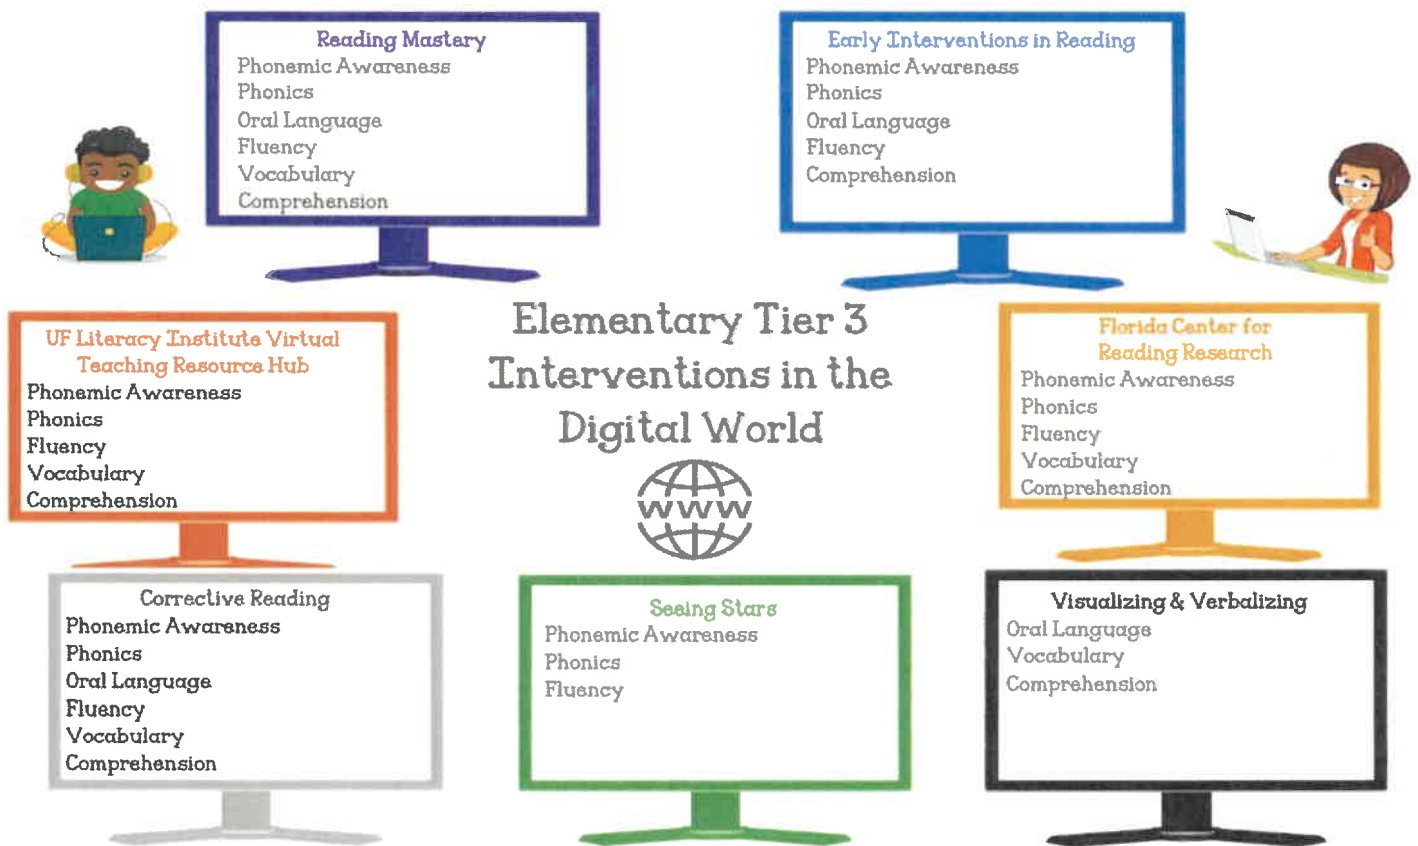 Reading Mastery
Phonemic Awareness
Phonics
Oral Language
Fluency
Vocabulary
Comprehension
Early Interventions in Reading
Phonemic Awareness
Phonics
Oral Language
Fluency
Comprehension
Elementary Tier 3
Interventions in the
Digital World
www
UF Literacy Institute Virtual
Teaching Resource Hub
Phonemic Awareness
Phonics
Fluency
Vocabulary
Comprehension
Florida Center for
Reading Research
Phonemic Awareness
Phonics
Fluency
Vocabulary
Comprehension
Corrective Reading
Phonemic Awareness
Phonics
Oral Language
Fluency
Vocabulary
Comprehension
Seeing Stars
Phonemic Awareness
Phonics
Fluency
Visualizing & Verbalizing
Oral Language
Vocabulary
Comprehension